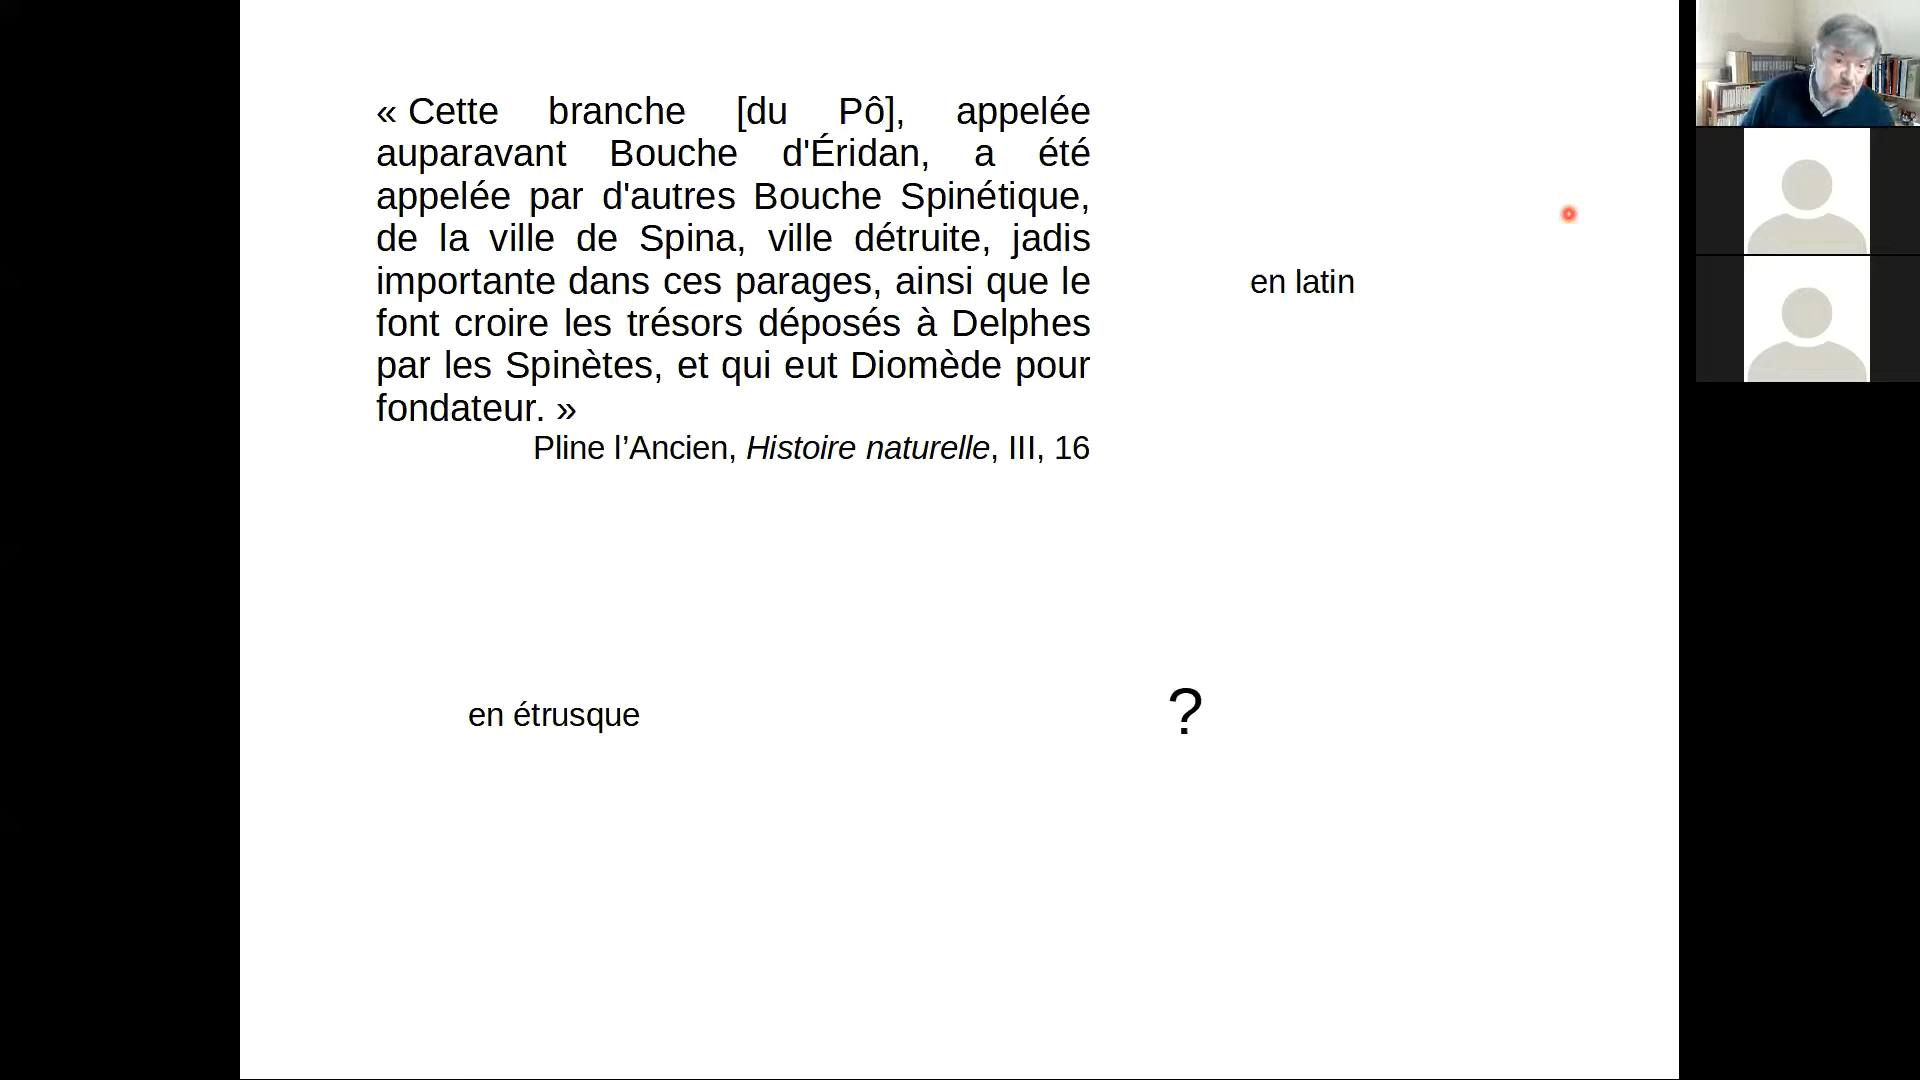 « Cette branche [du Pô], appelée
auparavant Bouche d'Éridan, a été
appelée par d'autres Bouche Spinétique,
de la ville de Spina, ville détruite, jadis
importante dans ces parages, ainsi que le
font croire les trésors déposés à Delphes
par les Spinètes, et qui eut Diomède pour
fondateur. »
Pline l’Ancien, Histoire naturelle, III, 16
en latin
en étrusque
?